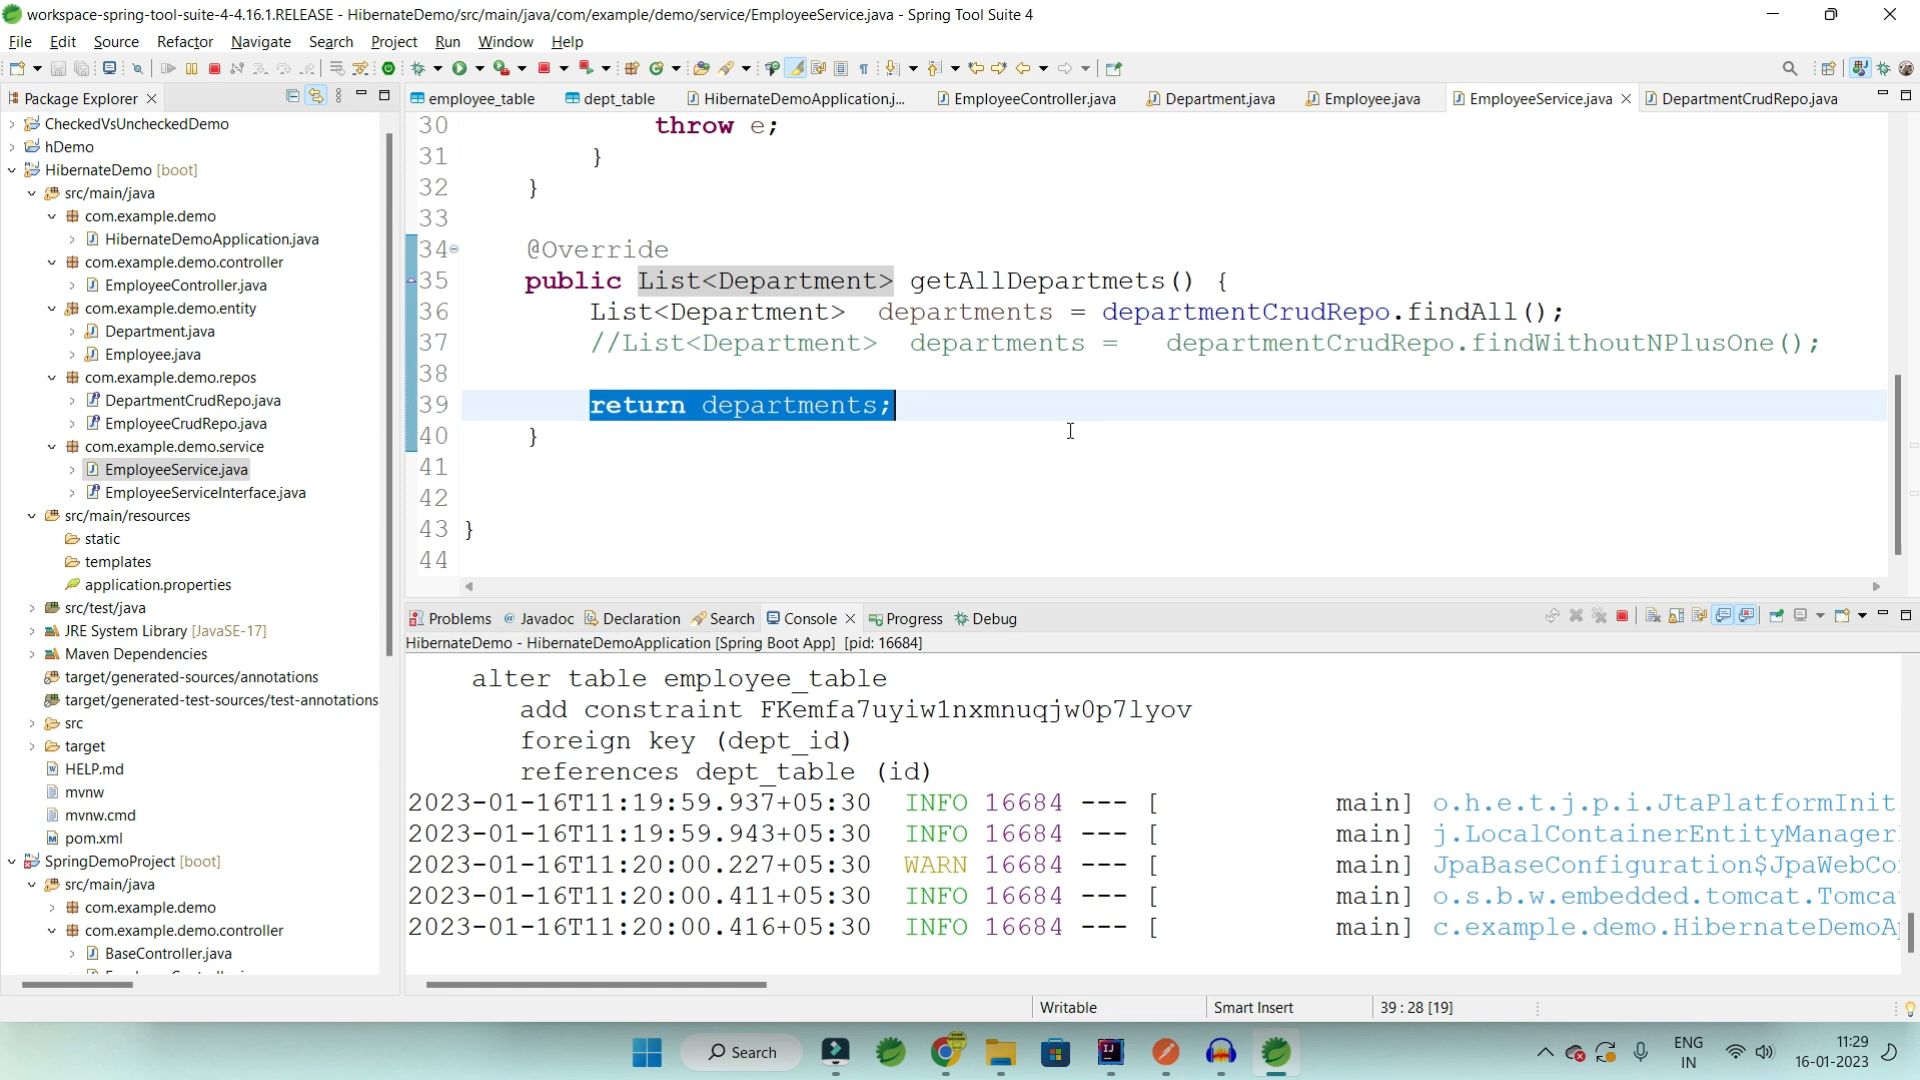 workspace-spring-tool-suite-4-4.16.1.RELEASE - HibernateDemo/src/main/java/com/example/demo/service/EmployeeService.java - Spring Tool Suite 4
File Edit Source Refactor Navigate Search Project Run Window Help
Package Explorer
CheckedVsUncheckedDemo
hDemo
HibernateDemo [boot]
src/main/java
com.example.demo
HibernateDemoApplication.java
com.example.demo.controller
EmployeeController.java
com.example.demo.entity
Department.java
Employee.java
com.example.demo.repos
DepartmentCrudRepo.java
EmployeeCrudRepo.java
com.example.demo.service
EmployeeService.java
EmployeeServiceInterface.java
src/main/resources
static
templates
application.properties
src/test/java
JRE System Library [JavaSE-17]
Maven Dependencies
target/generated-sources/annotations
target/generated-test-sources/test-annotations
src
target
HELP.md
mvnw
mvnw.cmd
pom.xml
SpringDemoProject [boot]
src/main/java
com.example.demo
com.example.demo.controller
BaseController.java
employee_table dept_table HibernateDemoApplication.j... EmployeeController.java Department.java Employee.java EmployeeService.java DepartmentCrudRepo.java
30 throw e;
31 }
32 }
33
34 @Override
35 public List<Department> getAllDepartmets() {
36 List<Department> departments = departmentCrudRepo.findAll();
37 //List<Department> departments = departmentCrudRepo.findWithoutNPlusOne();
38
39 return departments;
40 }
41
42
43 }
44
Problems Javadoc Declaration Search Console Progress Debug
HibernateDemo - HibernateDemoApplication [Spring Boot App] [pid: 16684]
alter table employee_table
add constraint FKemfa7uyiw1nxmnuqjw0p7lyov
foreign key (dept_id)
references dept_table (id)
2023-01-16T11:19:59.937+05:30 INFO 16684 --- [ main] o.h.e.t.j.p.i.JtaPlatformInit
2023-01-16T11:19:59.943+05:30 INFO 16684 --- [ main] j.LocalContainerEntityManager
2023-01-16T11:20:00.227+05:30 WARN 16684 --- [ main] JpaBaseConfiguration$JpaWebCo
2023-01-16T11:20:00.411+05:30 INFO 16684 --- [ main] o.s.b.w.embedded.tomcat.Tomca
2023-01-16T11:20:00.416+05:30 INFO 16684 --- [ main] c.example.demo.HibernateDemoA
Writable Smart Insert 39 : 28 [19]
Search
ENG
IN
11:29
16-01-2023